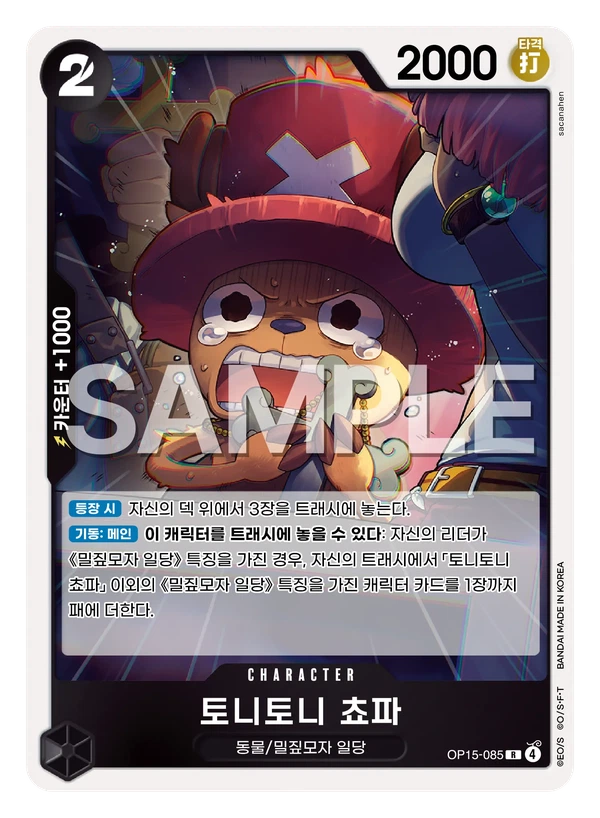 2
2000
타격
打
sacanahen
카운터 +1000
SAMPLE
등장 시 자신의 덱 위에서 3장을 트래시에 놓는다.
기동: 메인 이 캐릭터를 트래시에 놓을 수 있다: 자신의 리더가
《밀짚모자 일당》 특징을 가진 경우, 자신의 트래시에서 「토니토니
쵸파」 이외의 《밀짚모자 일당》 특징을 가진 캐릭터 카드를 1장까지
패에 더한다.
CHARACTER
토니토니 쵸파
동물/밀짚모자 일당
OP15-085 R 4
©EO/S ©O/S·F·T BANDAI MADE IN KOREA